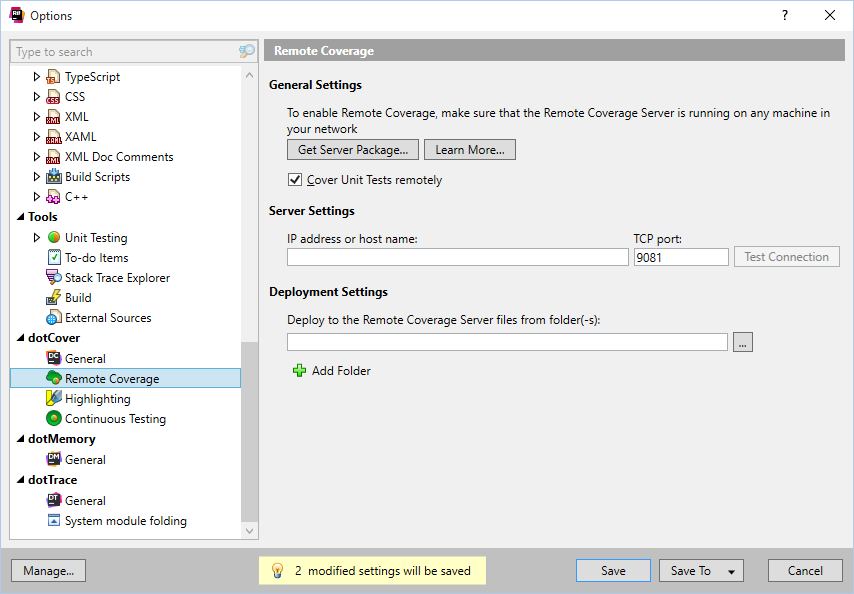 Options
?
Type to search
TypeScript
CSS
XML
XAML
XML Doc Comments
Build Scripts
C++
Tools
Unit Testing
To-do Items
Stack Trace Explorer
Build
External Sources
dotCover
General
Remote Coverage
Highlighting
Continuous Testing
dotMemory
General
dotTrace
General
System module folding
Remote Coverage
General Settings
To enable Remote Coverage, make sure that the Remote Coverage Server is running on any machine in
your network
Get Server Package... Learn More...
Cover Unit Tests remotely
Server Settings
IP address or host name: TCP port:
9081 Test Connection
Deployment Settings
Deploy to the Remote Coverage Server files from folder(-s):
...
Add Folder
Manage... 2 modified settings will be saved Save Save To Cancel